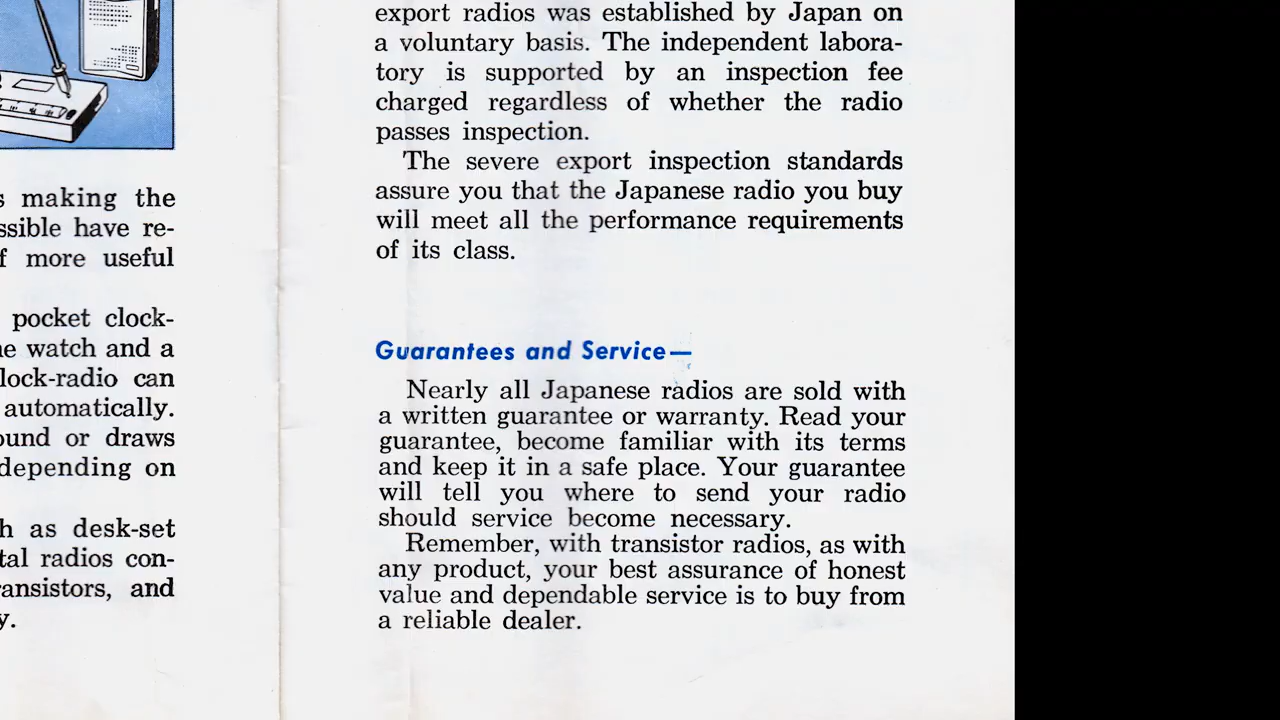 s making the
ssible have re-
f more useful
pocket clock-
e watch and a
lock-radio can
automatically.
ound or draws
depending on
h as desk-set
tal radios con-
ransistors, and
y.
export radios was established by Japan on
a voluntary basis. The independent labora-
tory is supported by an inspection fee
charged regardless of whether the radio
passes inspection.
The severe export inspection standards
assure you that the Japanese radio you buy
will meet all the performance requirements
of its class.
Guarantees and Service—
Nearly all Japanese radios are sold with
a written guarantee or warranty. Read your
guarantee, become familiar with its terms
and keep it in a safe place. Your guarantee
will tell you where to send your radio
should service become necessary.
Remember, with transistor radios, as with
any product, your best assurance of honest
value and dependable service is to buy from
a reliable dealer.